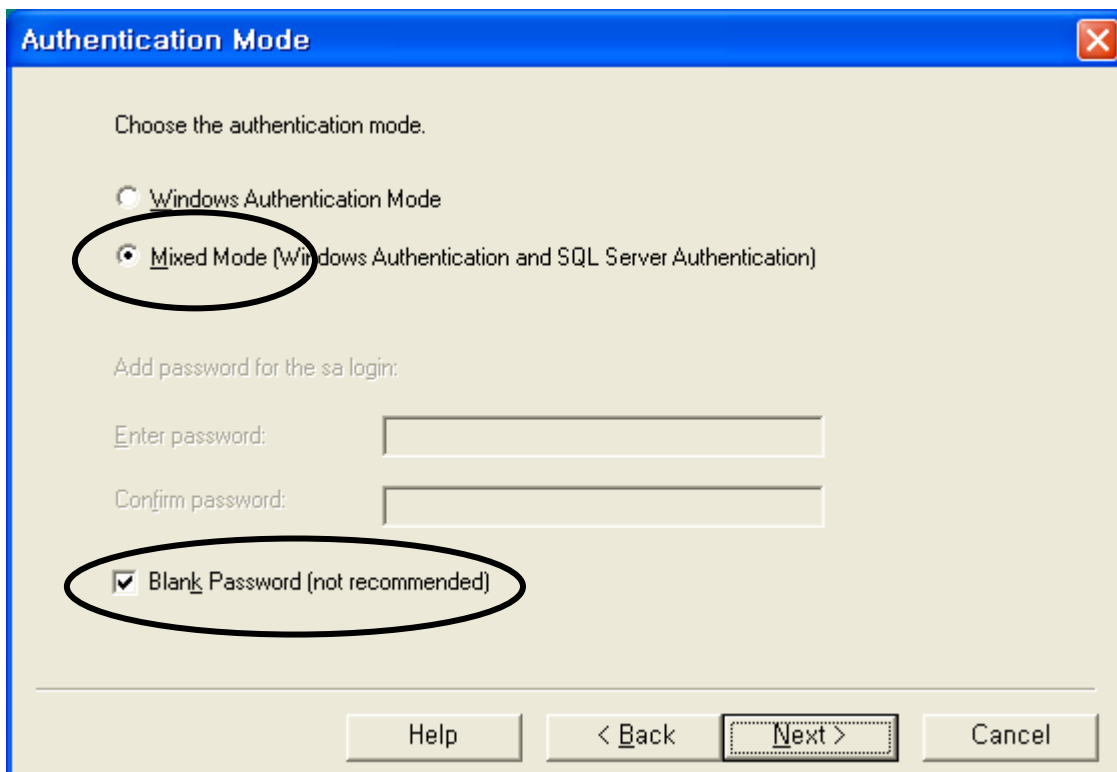 Authentication Mode
Choose the authentication mode.
Windows Authentication Mode
Mixed Mode (Windows Authentication and SQL Server Authentication)
Add password for the sa login:
Enter password:
Confirm password:
Blank Password (not recommended)
Help < Back Next > Cancel